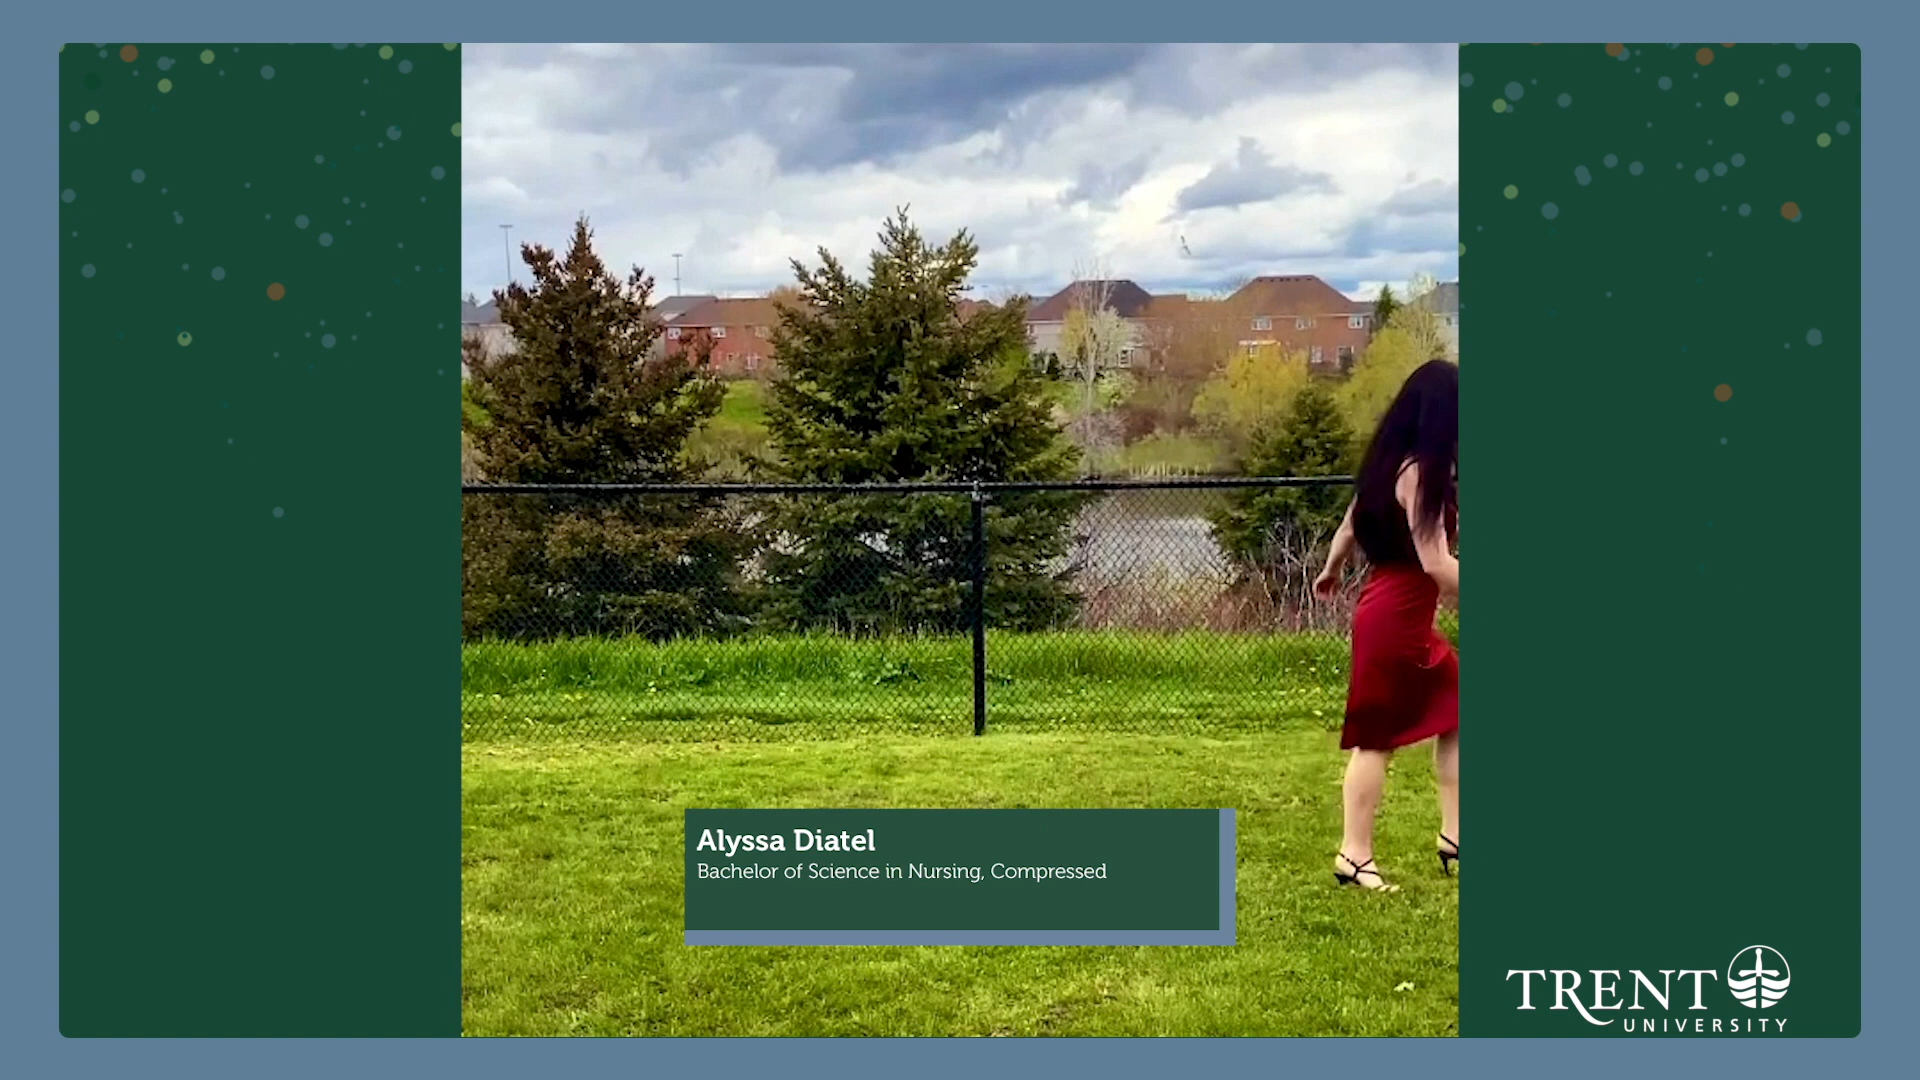 Alyssa Diatel
Bachelor of Science in Nursing, Compressed
TRENT
UNIVERSITY